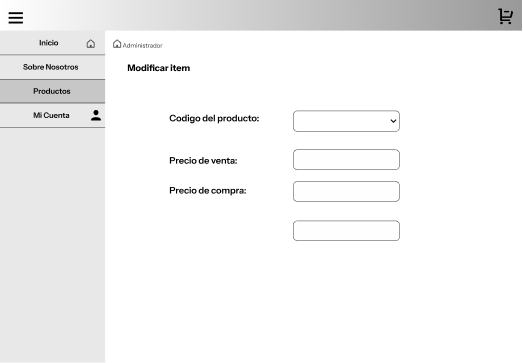 Inicio
Administrador
Sobre Nosotros
Modificar item
Productos
Mi Cuenta
Codigo del producto:
Precio de venta:
Precio de compra: